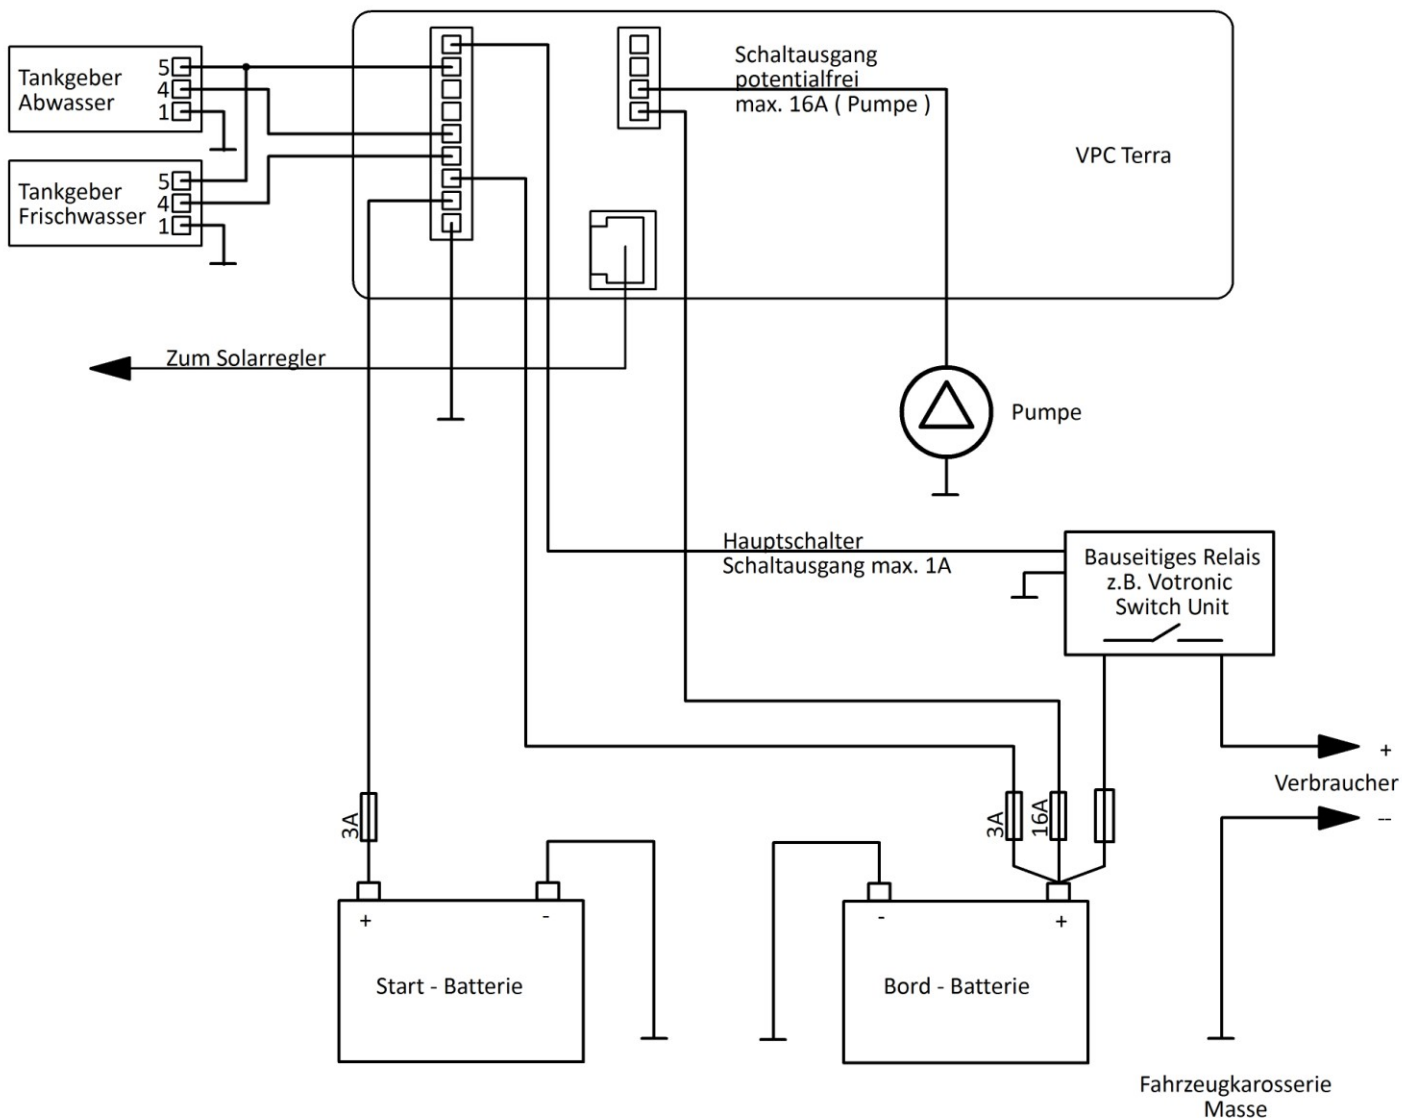 Tankgeber
Abwasser
5
4
1
Tankgeber
Frischwasser
5
4
1
Schaltausgang
potentialfrei
max. 16A ( Pumpe )
VPC Terra
Zum Solarregler
Pumpe
Hauptschalter
Schaltausgang max. 1A
Bauseitiges Relais
z.B. Votronic
Switch Unit
+
Verbraucher
--
3A
3A
16A
+
-
Start - Batterie
-
+
Bord - Batterie
Fahrzeugkarosserie
Masse